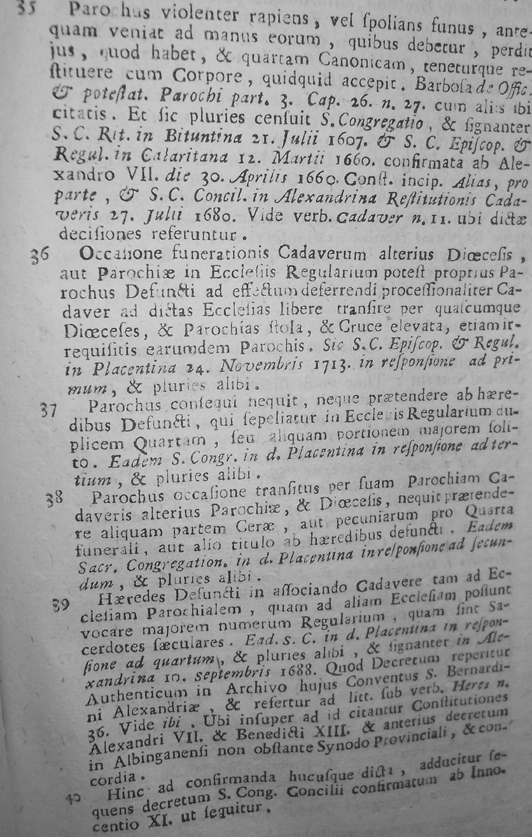 35 Parochus violenter rapiens, vel ſpolians funus, ante-
quam veniat ad manus eorum, quibus debetur, perdit
jus, quod habet, & quartam Canonicam, teneturque re-
ſtituere cum Corpore, quidquid accepit. Barboſa de Offic.
& poteſtat. Parochi part. 3. Cap. 26. n. 27. cum aliis ibi
citatis. Et ſic pluries cenſuit S. Congregatio, & ſignanter
S. C. Rit. in Bituntina 21. Julii 1607. & S. C. Epiſcop. &
Regul. in Calaritana 12. Martii 1660. confirmata ab Ale-
xandro VII. die 30. Aprilis 1660. Conſt. incip. Alias, pro
parte, & S. C. Concil. in Alexandrina Reſtitutionis Cada-
veris 27. Julii 1680. Vide verb. Cadaver n. 11. ubi dictæ
deciſiones referuntur.
36 Occaſione funerationis Cadaverum alterius Diœceſis,
aut Parochiæ in Eccleſiis Regularium poteſt proprius Pa-
rochus Defuncti ad effectum deferrendi proceſſionaliter Ca-
daver ad dictas Eccleſias libere tranſire per quaſcumque
Diœceſes, & Parochias ſtola, & Cruce elevata, etiam ir-
requiſitis earumdem Parochis. Sic S. C. Epiſcop. & Regul.
in Placentina 24. Novembris 1713. in reſponſione ad pri-
mum, & pluries alibi.
37 Parochus conſequi nequit, neque prætendere ab hære-
dibus Defuncti, qui ſepeliatur in Eccleſiis Regularium du-
plicem Quartam, ſeu aliquam portionem majorem ſoli-
to. Eadem S. Congr. in d. Placentina in reſponſione ad ter-
tium, & pluries alibi.
38 Parochus occaſione tranſitus per ſuam Parochiam Ca-
daveris alterius Parochiæ, & Diœceſis, nequit prætende-
re aliquam partem Ceræ, aut pecuniarum pro Quarta
funerali, aut alio titulo ab hæredibus defuncti. Eadem
Sacr. Congregation. in d. Placentina in reſponſione ad ſecun-
dum, & pluries alibi.
39 Hæredes Defuncti in aſſociando Cadavere tam ad Ec-
cleſiam Parochialem, quam ad aliam Eccleſiam poſſunt
vocare majorem numerum Regularium, quam ſint Sa-
cerdotes ſæculares. Ead. S. C. in d. Placentina in reſpon-
ſione ad quartum, & pluries alibi, & ſignanter in Ale-
xandrina 10. ſeptembris 1688. Quod Decretum reperitur
Authenticum in Archivo hujus Conventus S. Bernardi-
ni Alexandriæ, & refertur ad litt. ſub verb. Heres n.
36. Vide ibi. Ubi inſuper ad id citantur Conſtitutiones
Alexandri VII. & Benedicti XIII. & anterius decretum
in Albinganenſi non obſtante Synodo Provinciali, & con-
cordia.
40 Hinc ad confirmanda hucuſque dicta, adducitur ſe-
quens decretum S. Cong. Concilii confirmatum ab Inno-
centio XI. ut ſequitur.